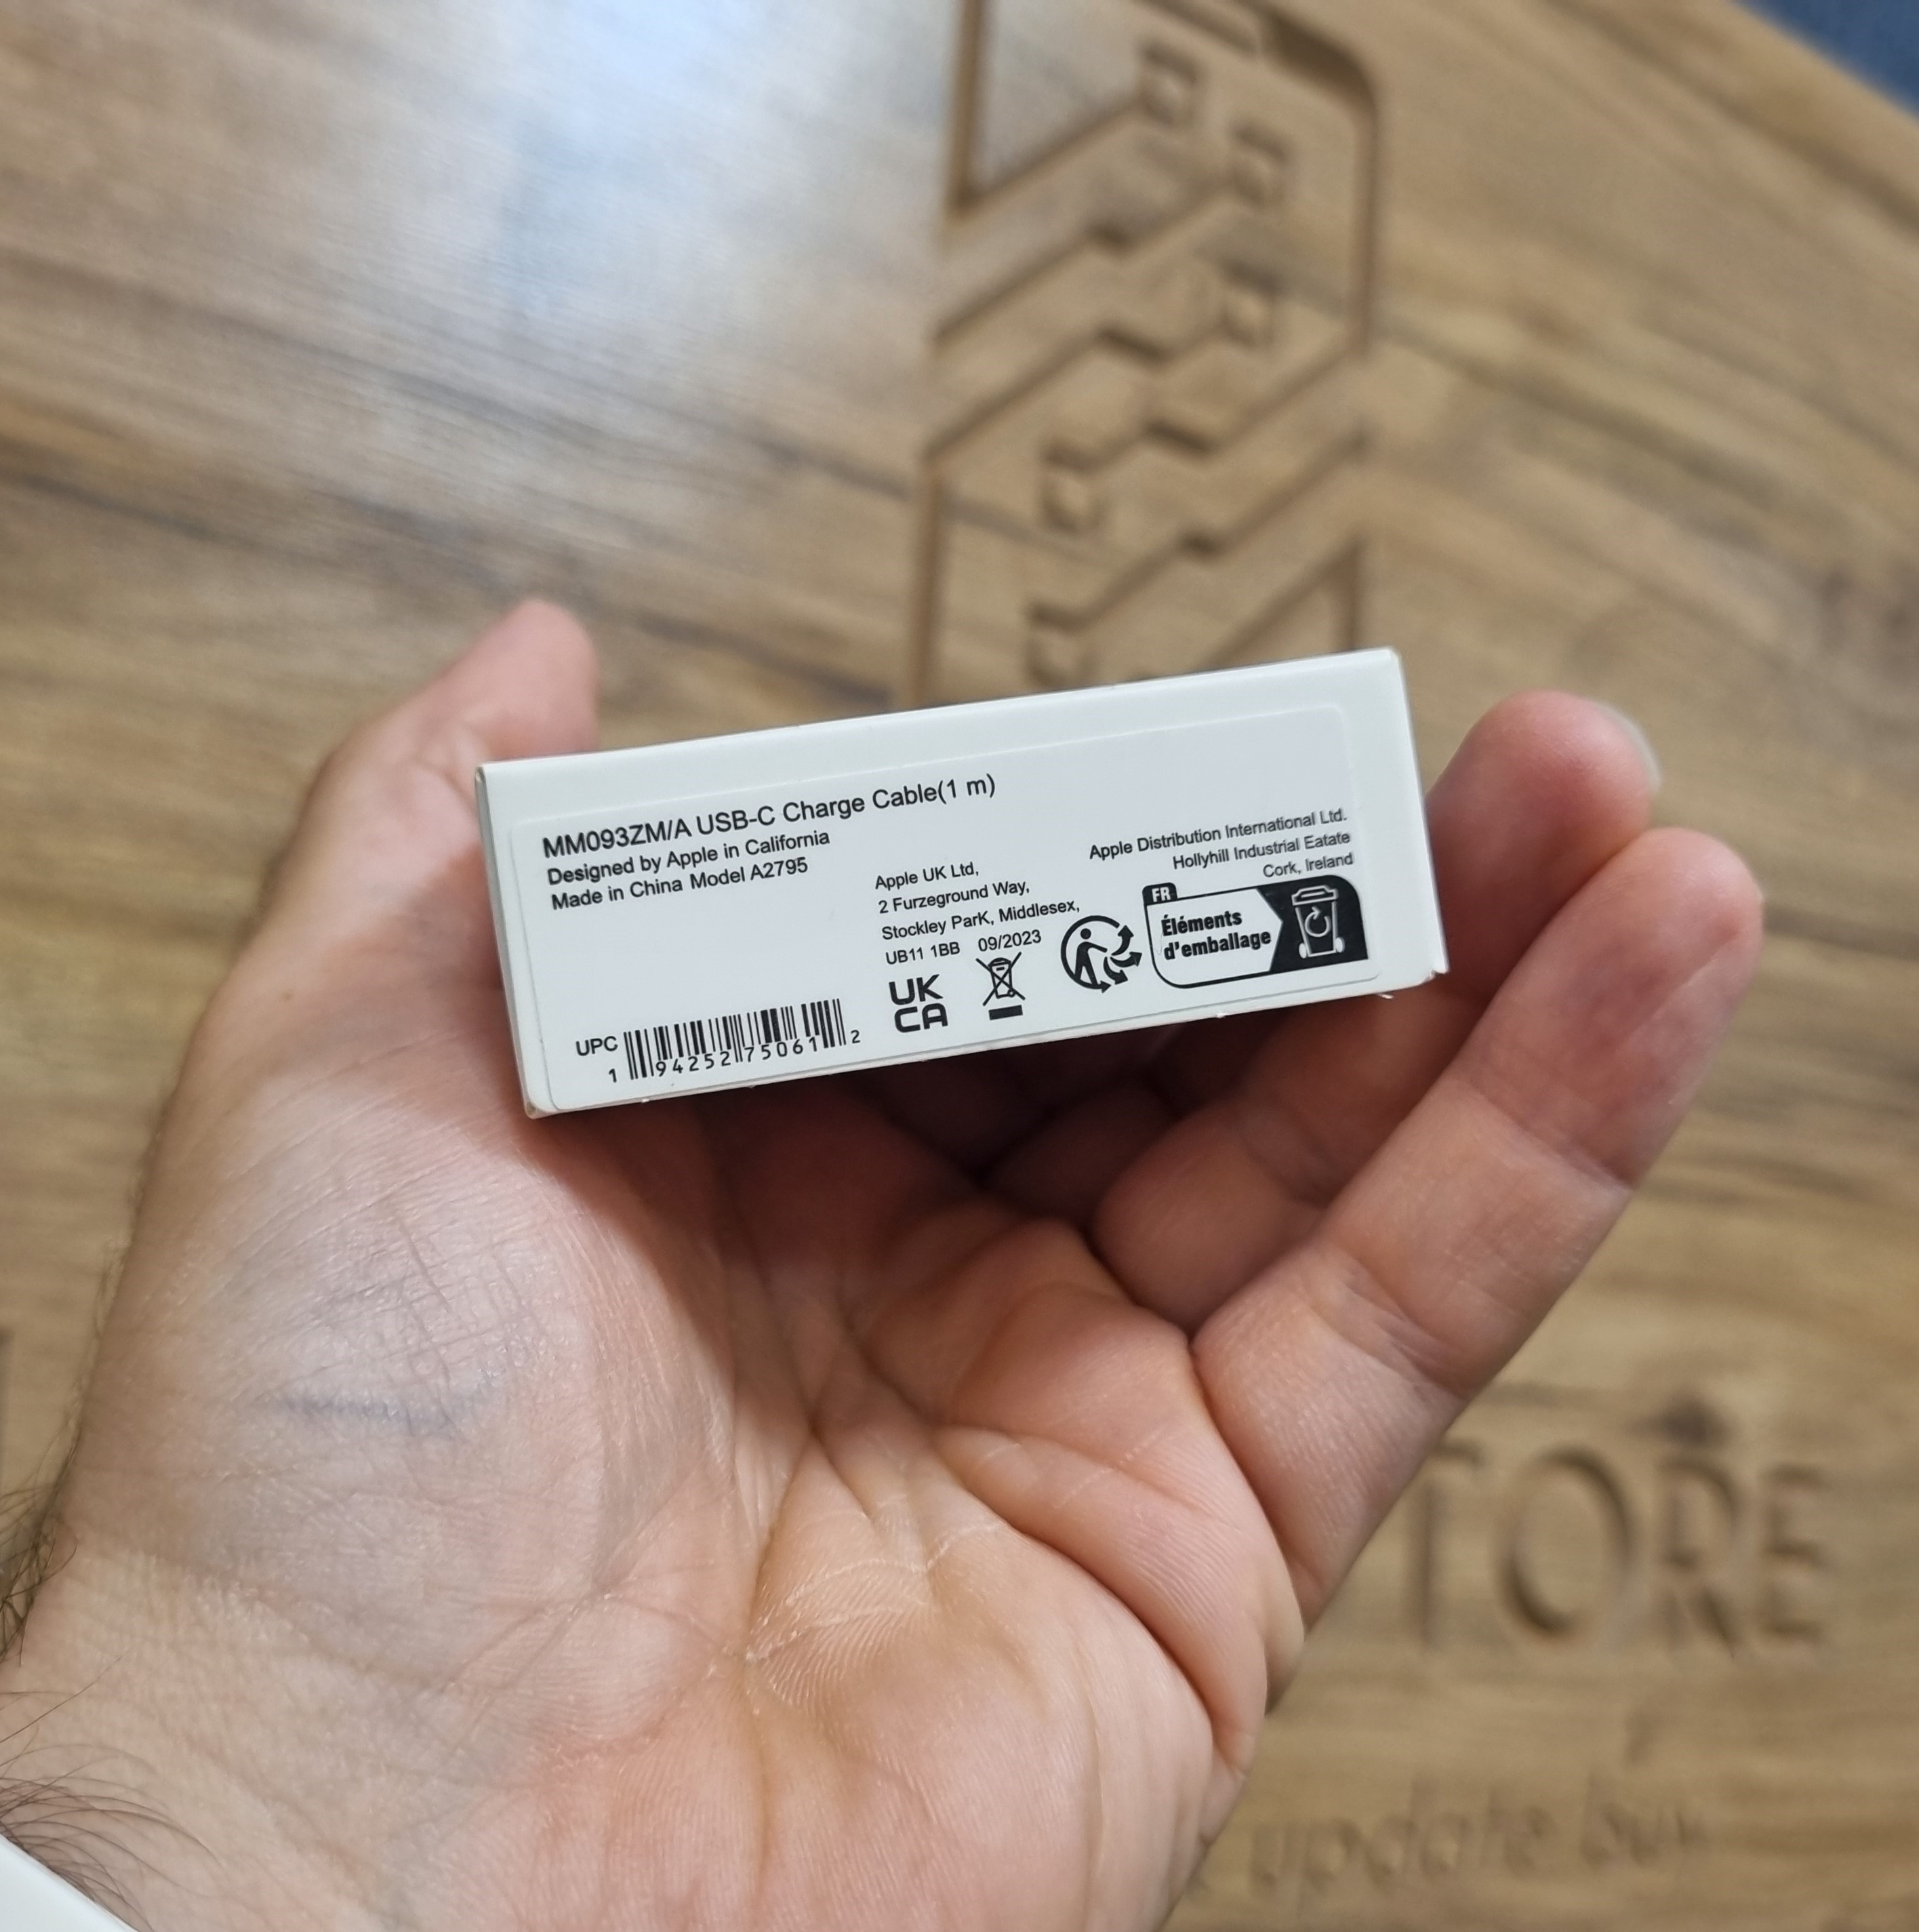 MM093ZM/A USB-C Charge Cable(1 m)
Designed by Apple in California
Made in China Model A2795
Apple UK Ltd,
2 Furzeground Way,
Stockley ParK, Middlesex,
UB11 1BB 09/2023
UK
CA
Apple Distribution International Ltd.
Hollyhill Industrial Eatate
Cork, Ireland
FR
Éléments
d'emballage
UPC
1 94252 75061 2
TORE
update buy